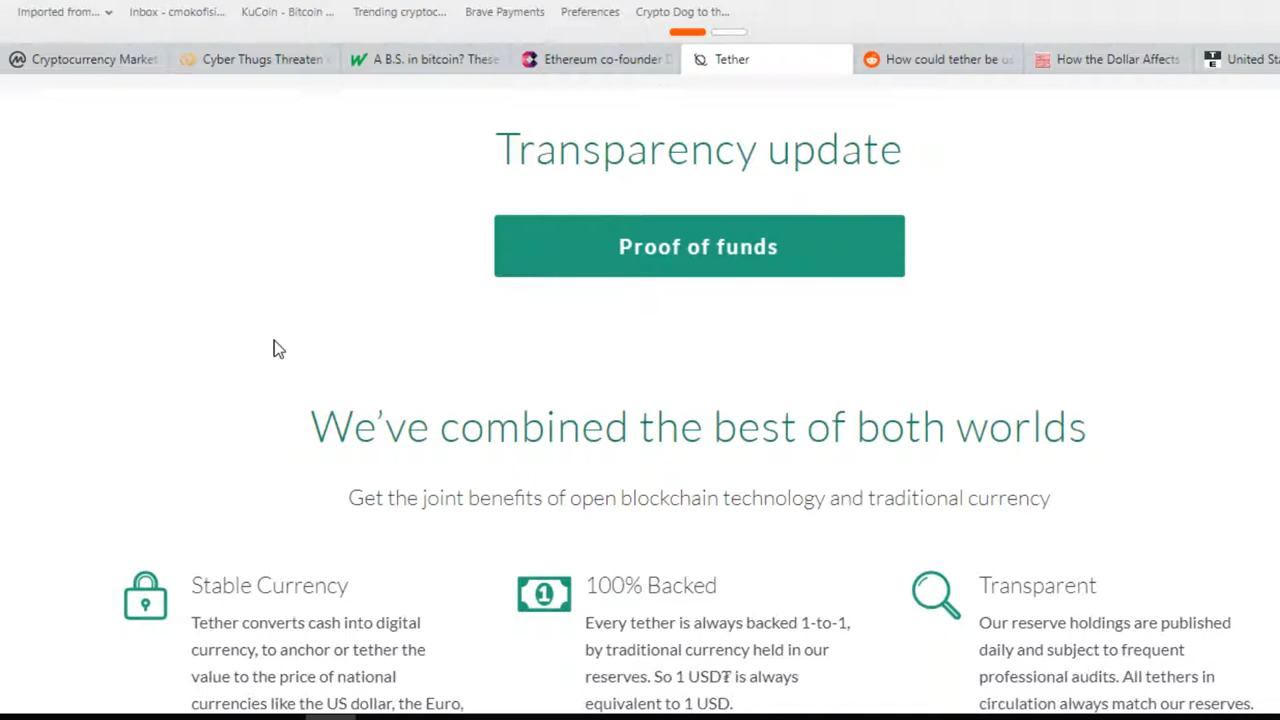 Imported from... Inbox - cmokofisi... KuCoin - Bitcoin ... Trending cryptoc... Brave Payments Preferences Crypto Dog to th...
Cryptocurrency Market Cyber Thugs Threaten A B.S. in bitcoin? These Ethereum co-founder Tether How could tether be us How the Dollar Affects United Sta
Transparency update
Proof of funds
We've combined the best of both worlds
Get the joint benefits of open blockchain technology and traditional currency
Stable Currency
Tether converts cash into digital
currency, to anchor or tether the
value to the price of national
currencies like the US dollar, the Euro,
100% Backed
Every tether is always backed 1-to-1,
by traditional currency held in our
reserves. So 1 USD₮ is always
equivalent to 1 USD.
Transparent
Our reserve holdings are published
daily and subject to frequent
professional audits. All tethers in
circulation always match our reserves.